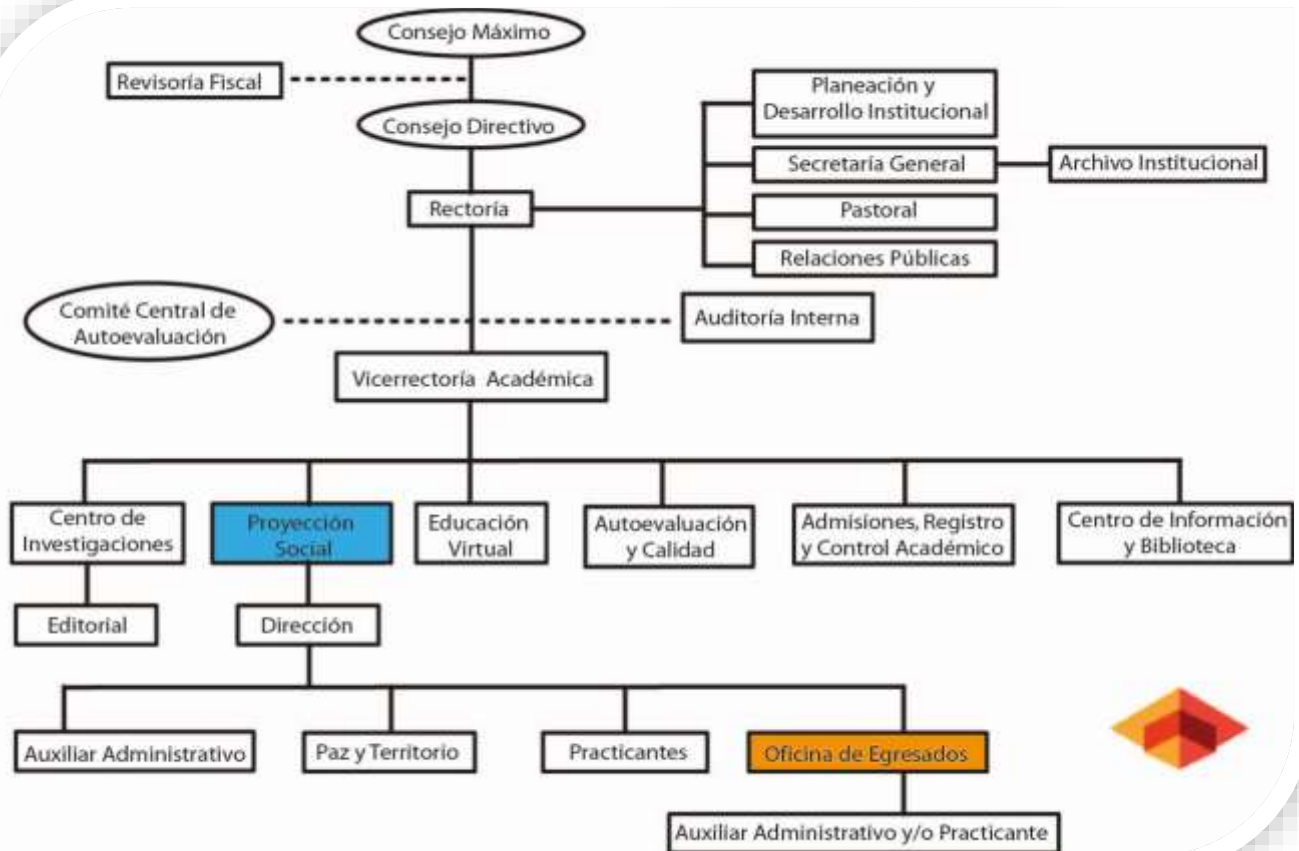 Consejo Máximo
Revisoría Fiscal
Consejo Directivo
Planeación y
Desarrollo Institucional
Secretaría General
Archivo Institucional
Rectoría
Pastoral
Relaciones Públicas
Comité Central de
Autoevaluación
Auditoría Interna
Vicerrectoría Académica
Centro de
Investigaciones
Proyección
Social
Educación
Virtual
Autoevaluación
y Calidad
Admisiones, Registro
y Control Académico
Centro de Información
y Biblioteca
Editorial
Dirección
Auxiliar Administrativo
Paz y Territorio
Practicantes
Oficina de Egresados
Auxiliar Administrativo y/o Practicante